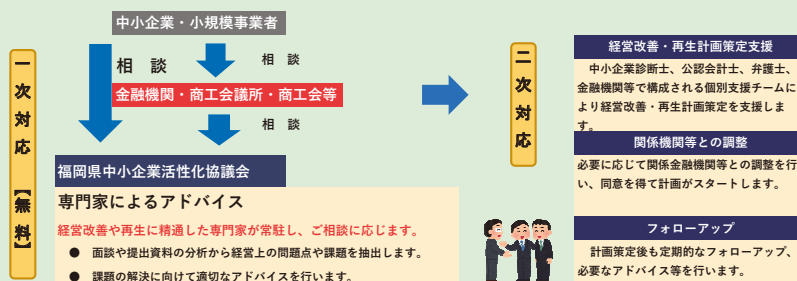 一次対応【無料】
中小企業・小規模事業者
相　談
相　談
金融機関・商工会議所・商工会等
相　談
福岡県中小企業活性化協議会
専門家によるアドバイス
経営改善や再生に精通した専門家が常駐し、ご相談に応じます。
●　面談や提出資料の分析から経営上の問題点や課題を抽出します。
●　課題の解決に向けて適切なアドバイスを行います。
二次対応
経営改善・再生計画策定支援
中小企業診断士、公認会計士、弁護士、
金融機関等で構成される個別支援チームに
より経営改善・再生計画策定を支援しま
す。
関係機関等との調整
必要に応じて関係金融機関等との調整を行
い、同意を得て計画がスタートします。
フォローアップ
計画策定後も定期的なフォローアップ、
必要なアドバイス等を行います。